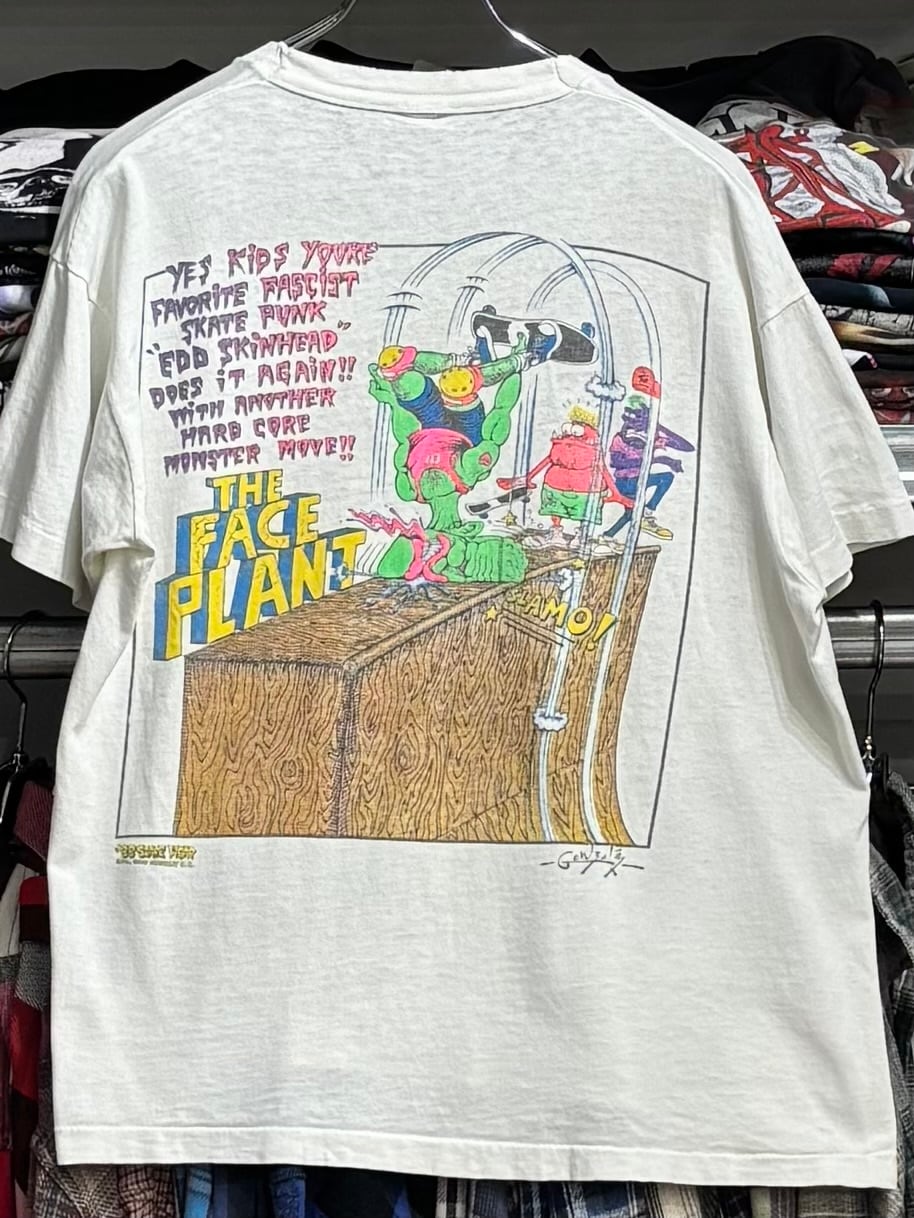 YES KIDS YOURE
FAVORITE FASCIST
SKATE PUNK
"EDD SKINHEAD"
DOES IT AGAIN!!
WITH ANOTHER
HARD CORE
MONSTER MOVE!!
THE
FACE
PLANT
SLAMO!